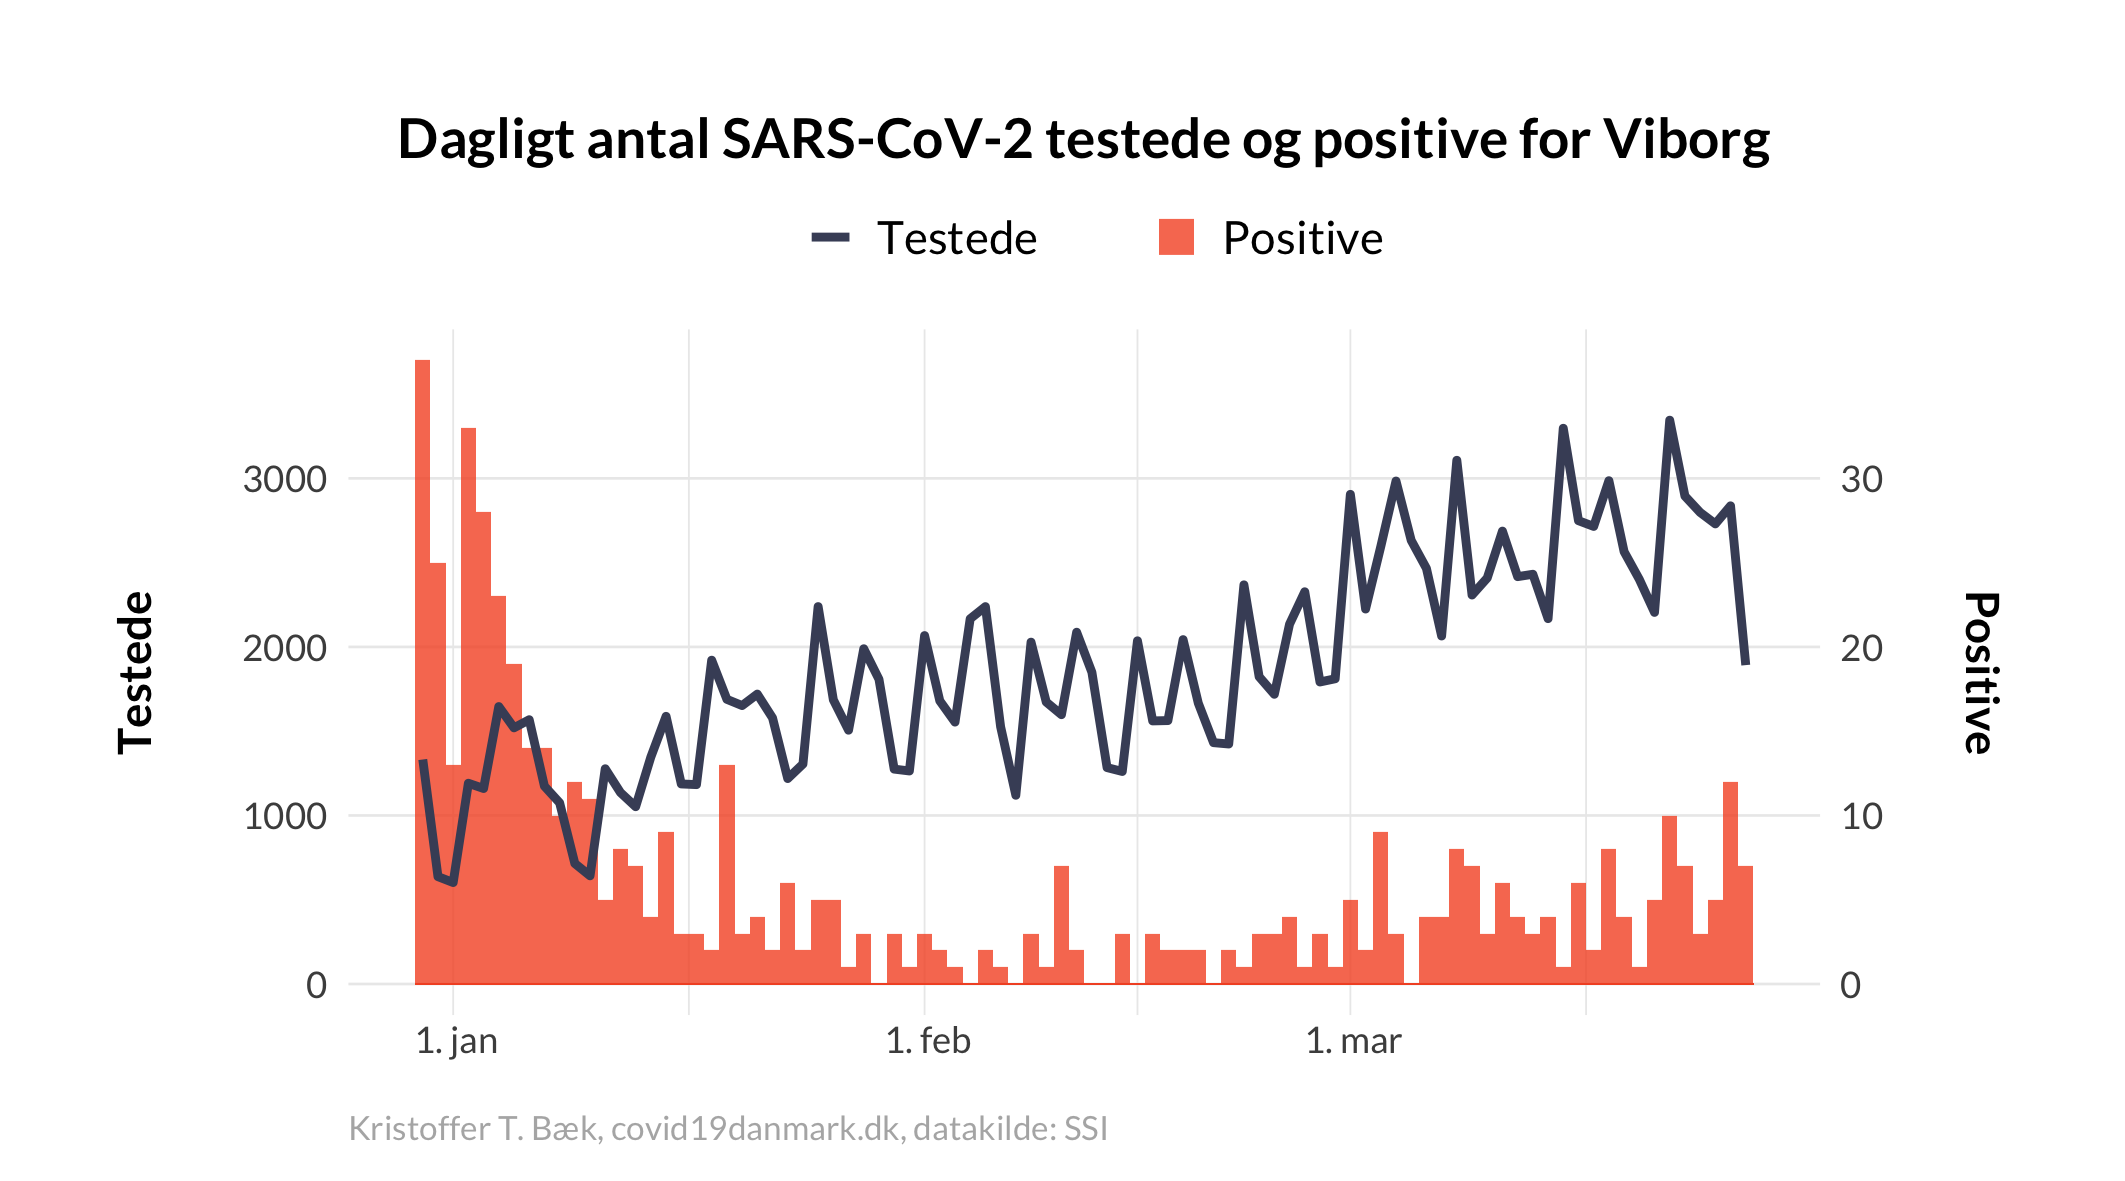 Dagligt antal SARS-CoV-2 testede og positive for Viborg
Testede
Positive
Testede
3000
2000
1000
0
30
20
10
0
Positive
1. jan
1. feb
1. mar
Kristoffer T. Bæk, covid19danmark.dk, datakilde: SSI